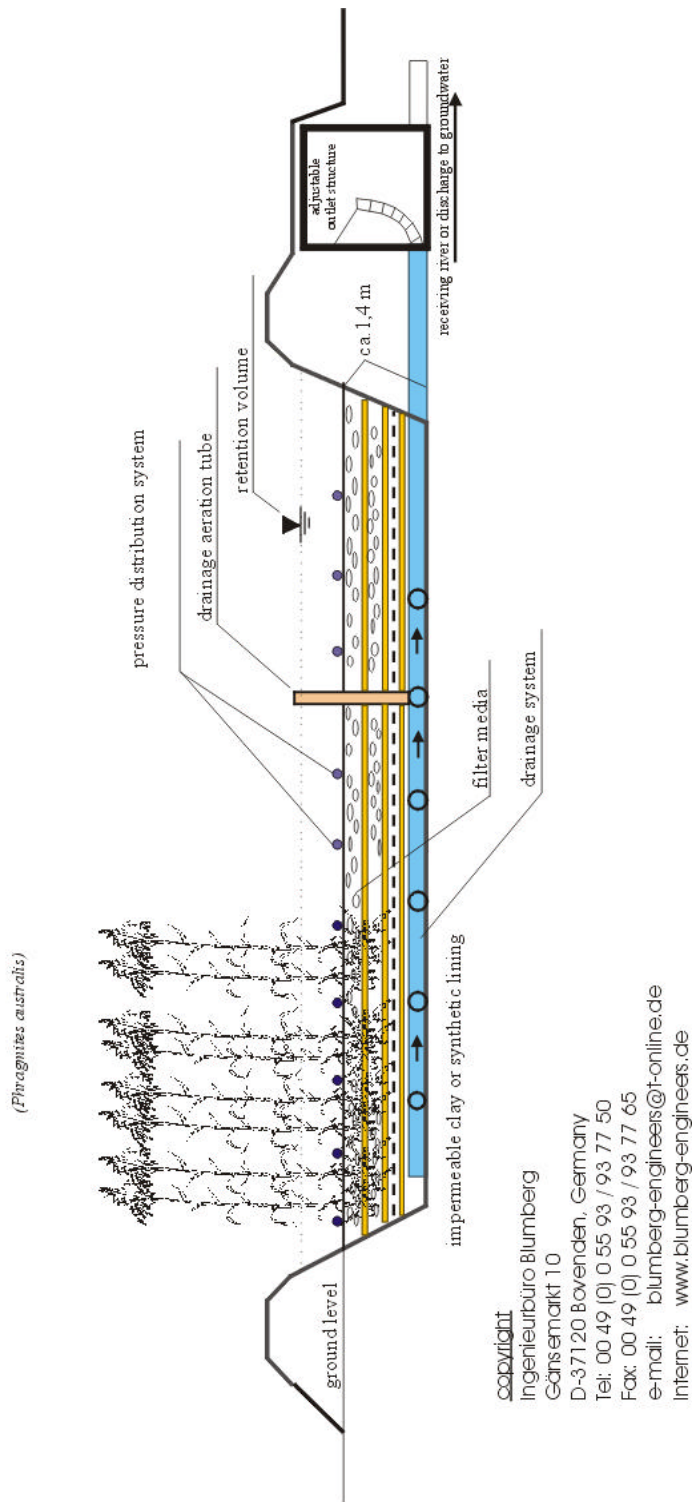 (Phragmites australis)
pressure distribution system
drainage aeration tube
retention volume
adjustable
outlet structure
ground level
ca.1,4 m
receiving river or discharge to groundwater
filter media
drainage system
impermeable clay or synthetic lining
copyright
Ingenieurbüro Blumberg
Gänsemarkt 10
D-37120 Bovenden, Germany
Tel: 00 49 (0) 0 55 93 / 93 77 50
Fax: 00 49 (0) 0 55 93 / 93 77 65
e-mail: blumberg-engineers@t-online.de
Internet: www.blumberg-engineers.de